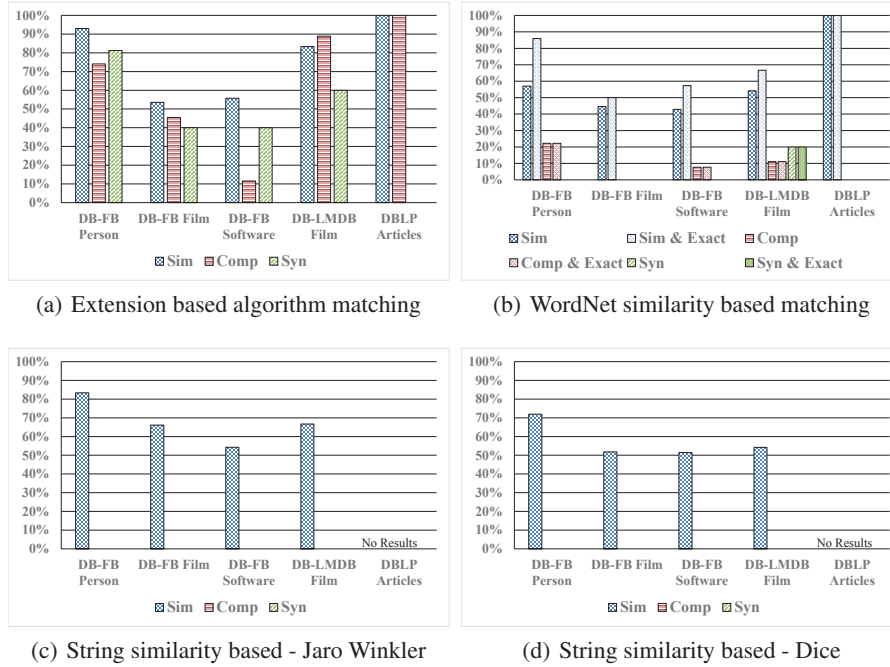 100%
90%
80%
70%
60%
50%
40%
30%
20%
10%
0%
DB-FB Person
DB-FB Film
DB-FB Software
DB-LMDB Film
DBLP Articles
Sim Comp Syn
(a) Extension based algorithm matching
100%
90%
80%
70%
60%
50%
40%
30%
20%
10%
0%
DB-FB Person
DB-FB Film
DB-FB Software
DB-LMDB Film
DBLP Articles
Sim Sim & Exact Comp
Comp & Exact Syn Syn & Exact
(b) WordNet similarity based matching
100%
90%
80%
70%
60%
50%
40%
30%
20%
10%
0%
No Results
DB-FB Person
DB-FB Film
DB-FB Software
DB-LMDB Film
DBLP Articles
Sim Comp Syn
(c) String similarity based - Jaro Winkler
100%
90%
80%
70%
60%
50%
40%
30%
20%
10%
0%
No Results
DB-FB Person
DB-FB Film
DB-FB Software
DB-LMDB Film
DBLP Articles
Sim Comp Syn
(d) String similarity based - Dice